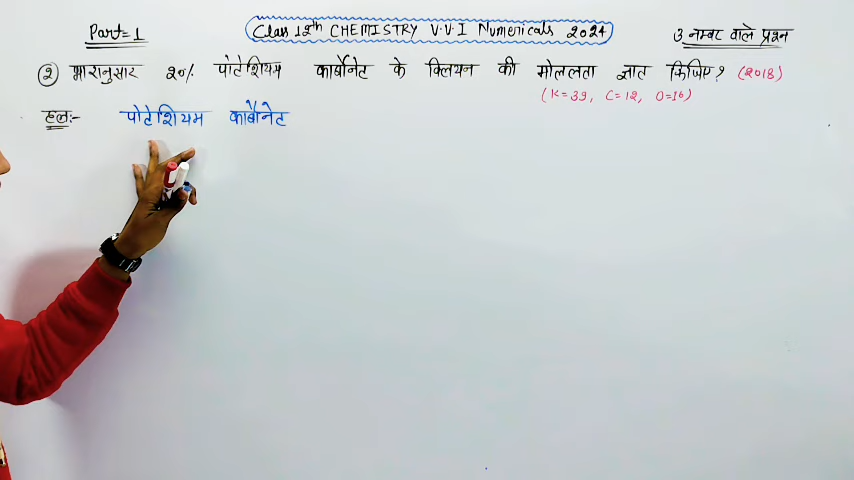 Part=1
Class 12th CHEMISTRY V.V.I Numericals 2024
3 नम्बर वाले प्रश्न
2 भारानुसार 20% पोटेशियम कार्बोनेट के विलयन की मोललता ज्ञात किजिए? (2018)
(K=39, C=12, O=16)
हल:- पोटेशियम कार्बोनेट